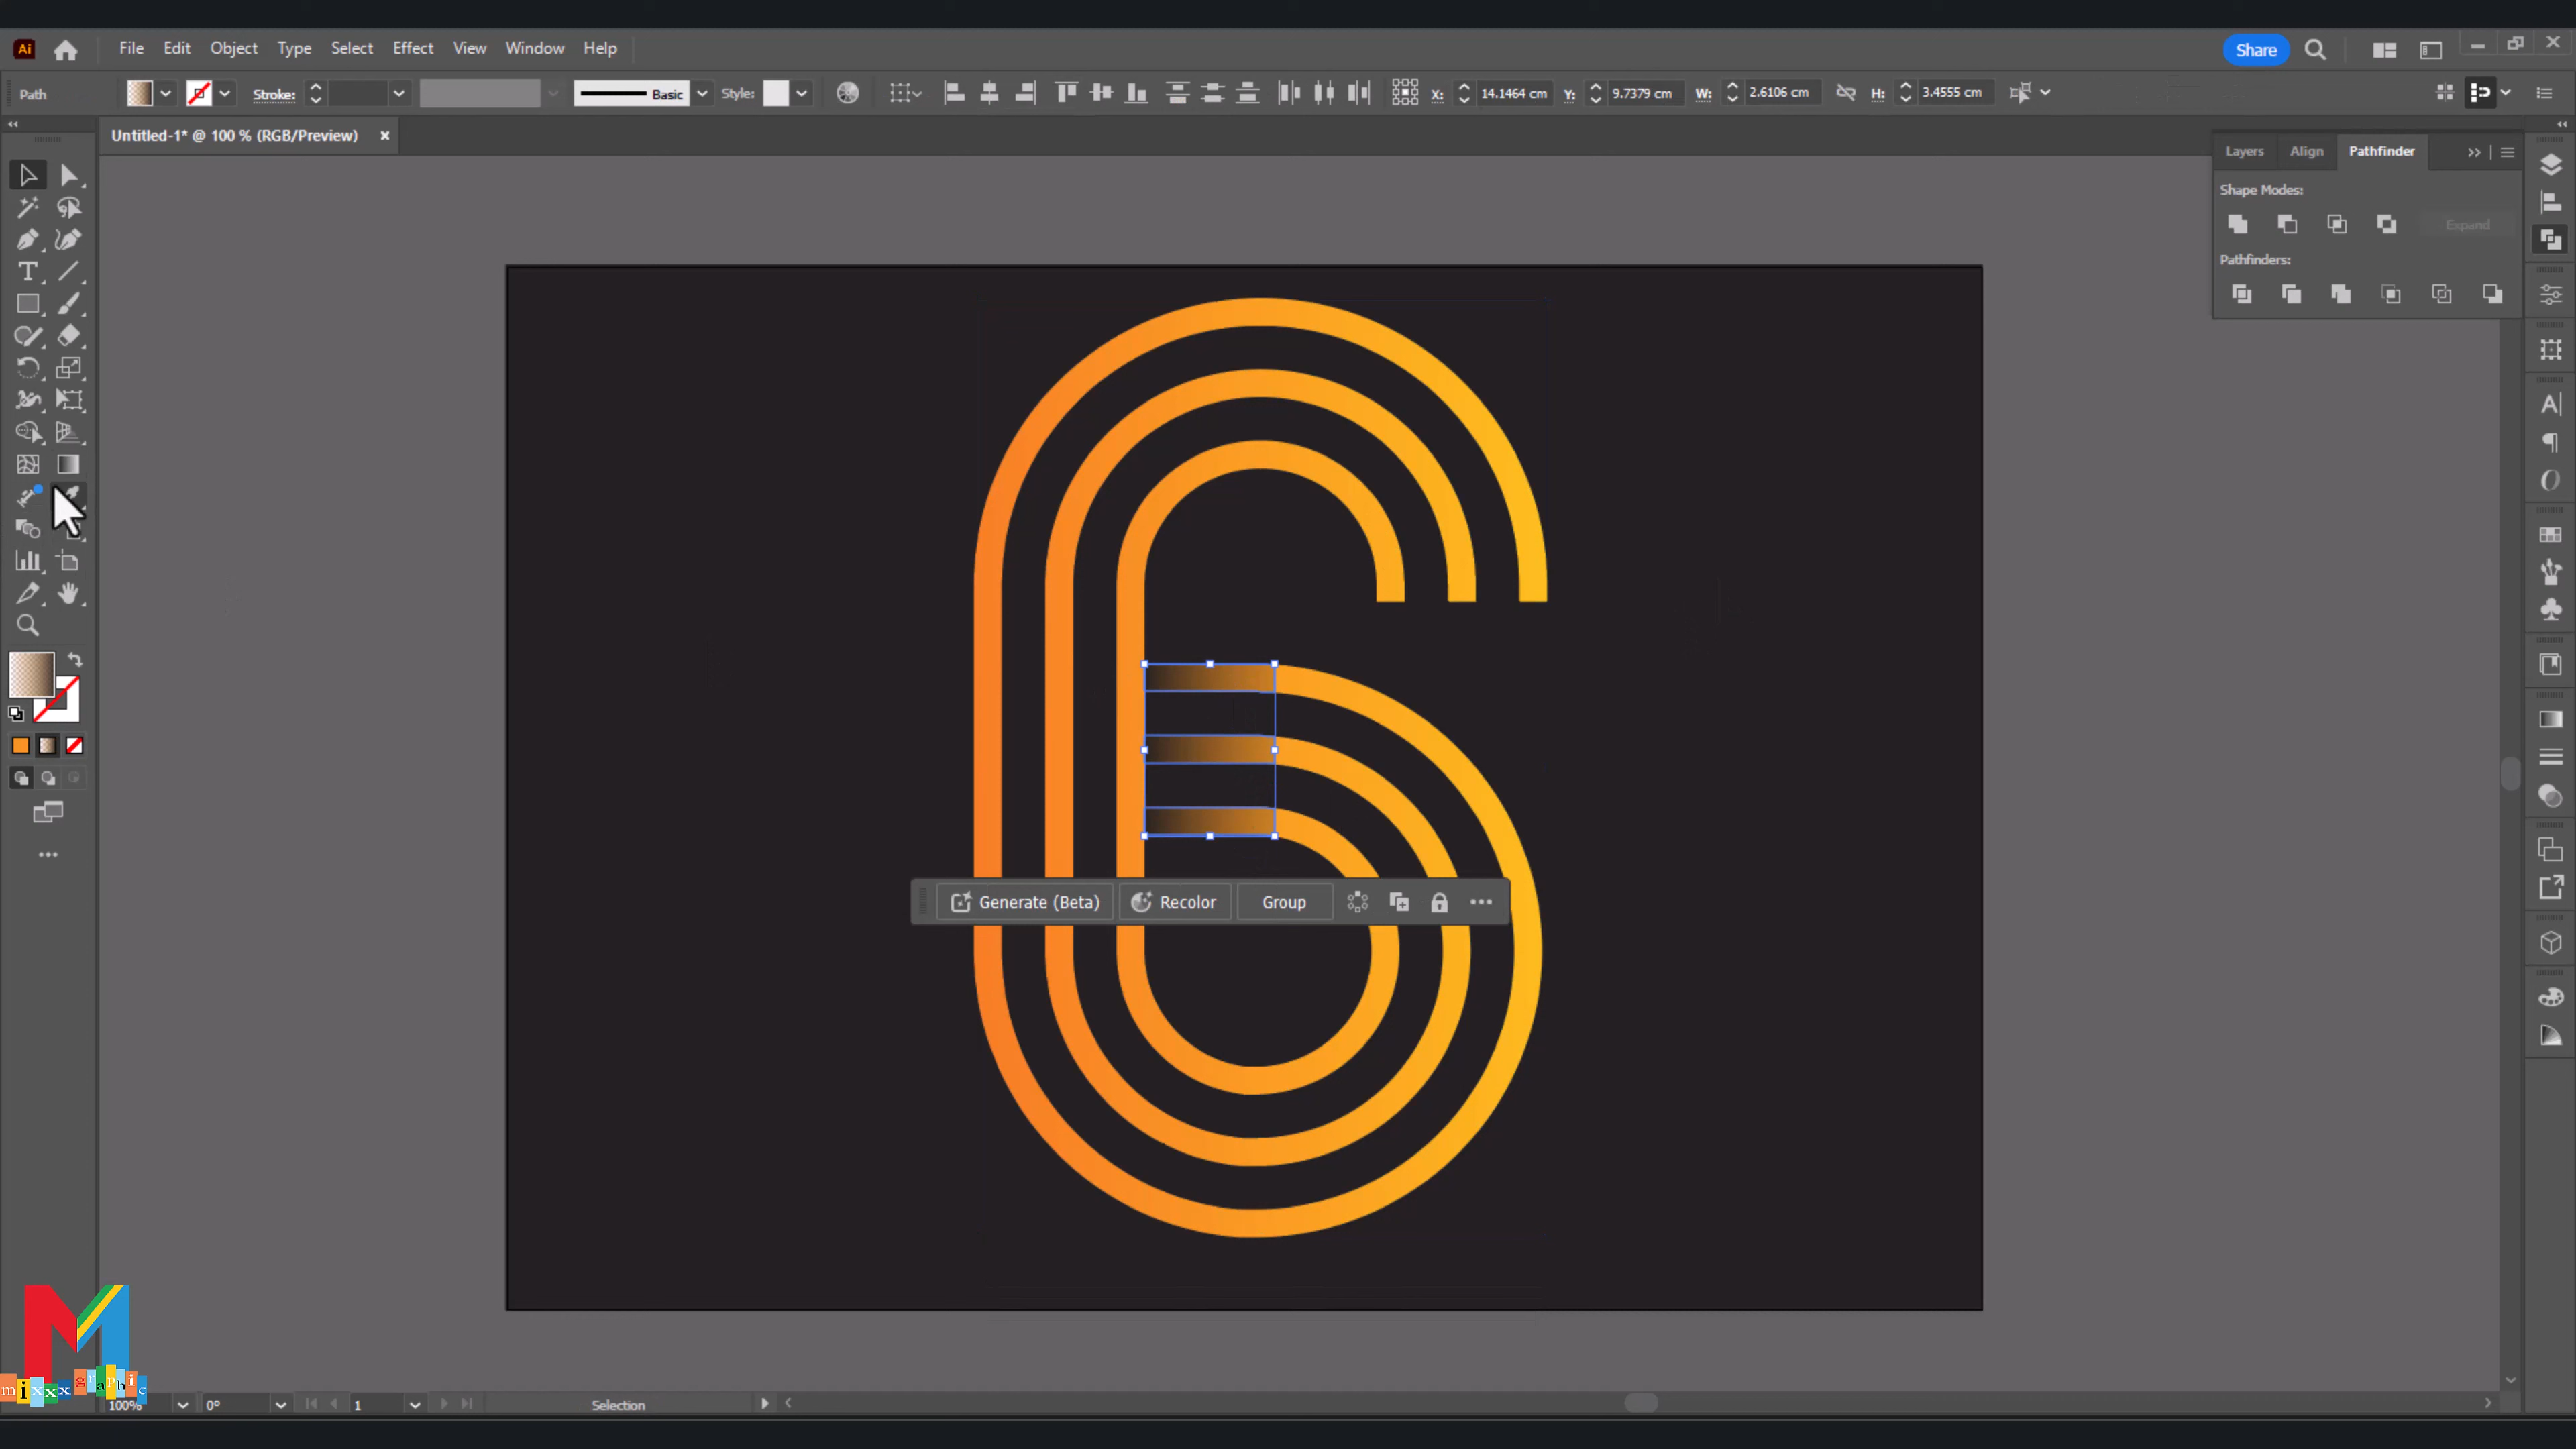 Ai File Edit Object Type Select Effect View Window Help Share
Path Stroke: Basic Style: X: 14.1464 cm Y: 9.7379 cm W: 2.6106 cm H: 3.4555 cm
Untitled-1* @ 100 % (RGB/Preview)
Layers Align Pathfinder
Shape Modes:
Expand
Pathfinders:
Generate (Beta) Recolor Group
M
mixxxgraphic
100% 0° 1 Selection